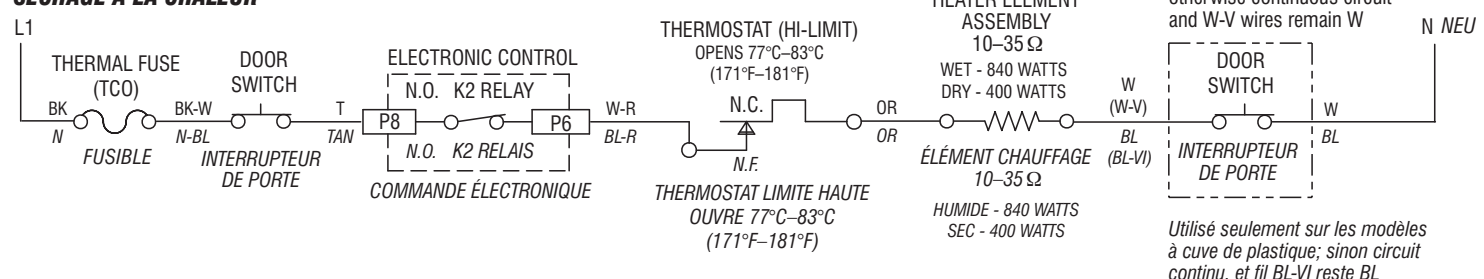 SÉCHAGE À LA CHALEUR
L1
THERMAL FUSE
(TCO)
BK
N
FUSIBLE
BK-W
N-BL
DOOR
SWITCH
INTERRUPTEUR
DE PORTE
T
TAN
ELECTRONIC CONTROL
N.O. K2 RELAY
P8
P6
N.O. K2 RELAIS
COMMANDE ÉLECTRONIQUE
W-R
BL-R
THERMOSTAT (HI-LIMIT)
OPENS 77°C–83°C
(171°F–181°F)
N.C.
N.F.
THERMOSTAT LIMITE HAUTE
OUVRE 77°C–83°C
(171°F–181°F)
OR
OR
HEATER ELEMENT
ASSEMBLY
10–35 Ω
WET - 840 WATTS
DRY - 400 WATTS
ÉLÉMENT CHAUFFAGE
10–35 Ω
HUMIDE - 840 WATTS
SEC - 400 WATTS
W
(W-V)
BL
(BL-VI)
otherwise continuous circuit
and W-V wires remain W
DOOR
SWITCH
INTERRUPTEUR
DE PORTE
W
BL
N NEU
Utilisé seulement sur les modèles
à cuve de plastique; sinon circuit
continu, et fil BL-VI reste BL